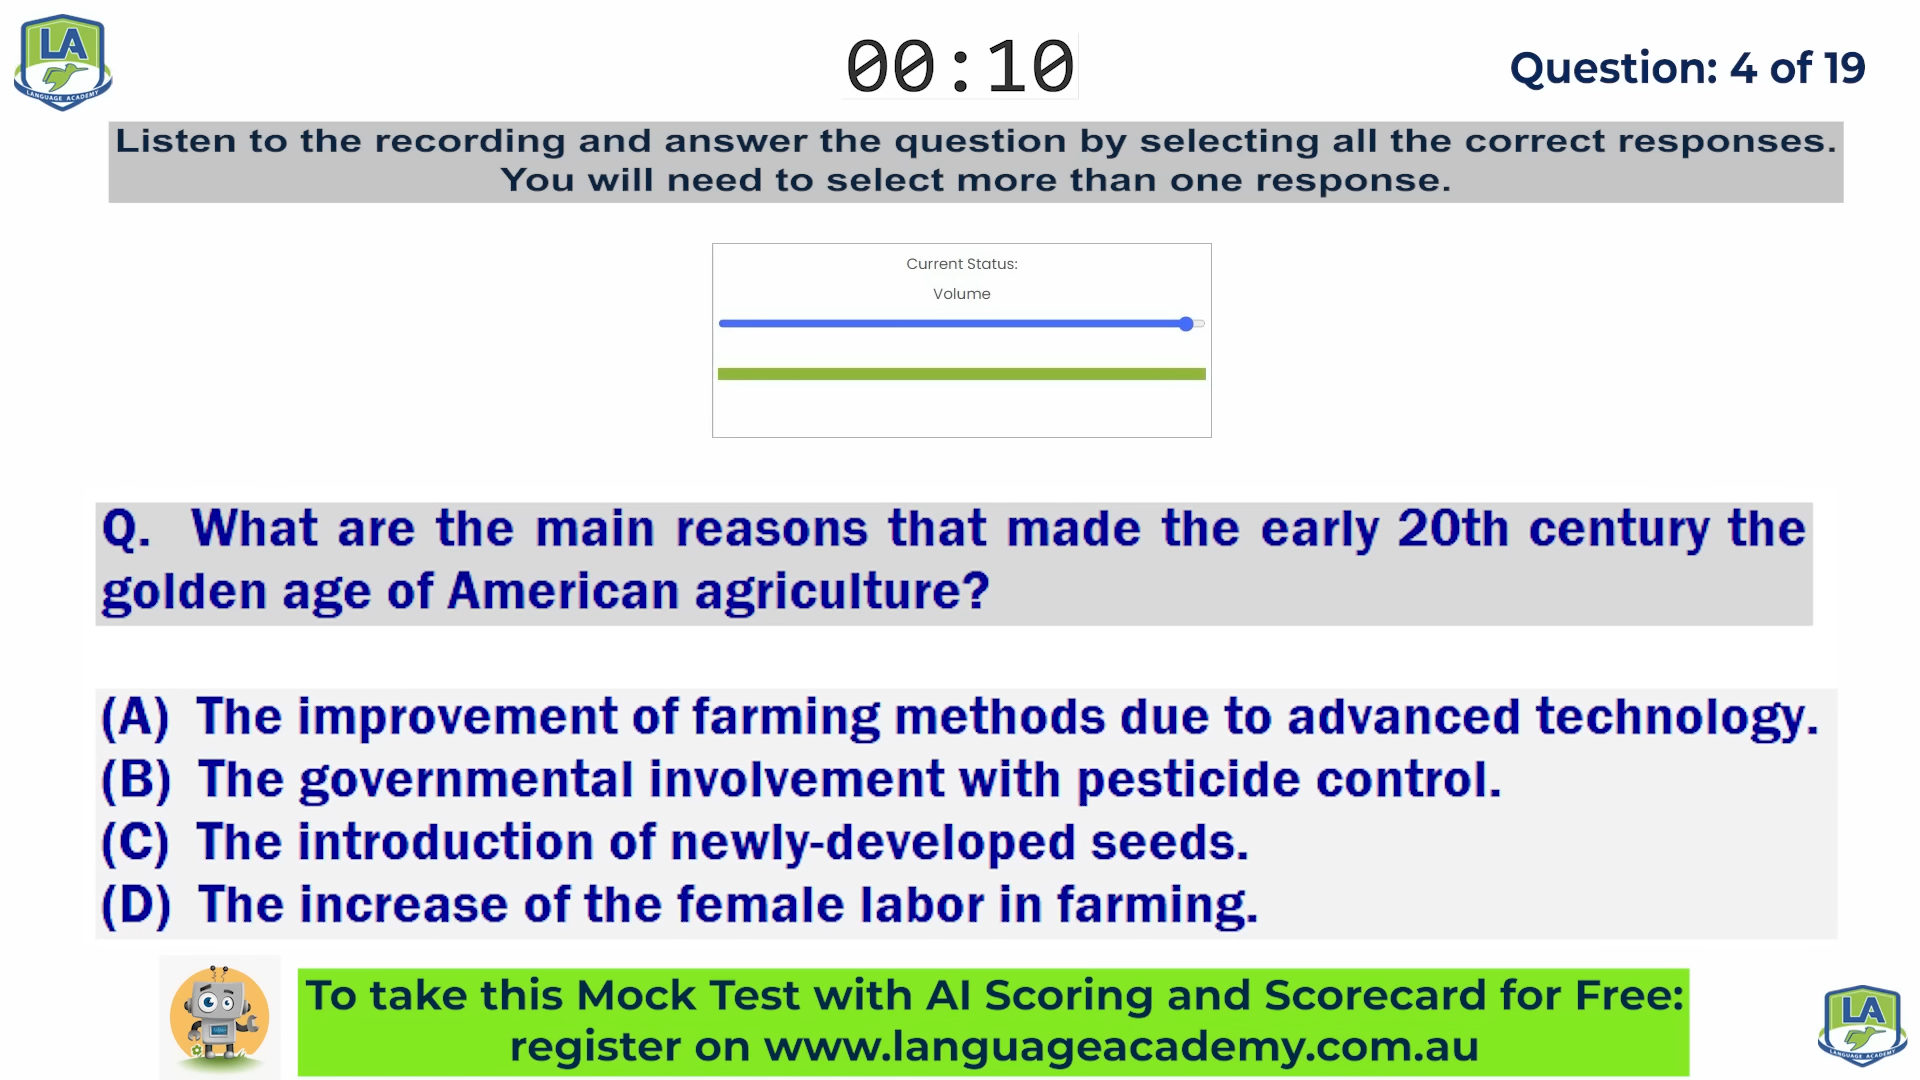 LA
LANGUAGE ACADEMY
00:10
Question: 4 of 19
Listen to the recording and answer the question by selecting all the correct responses.
You will need to select more than one response.
Current Status:
Volume
Q. What are the main reasons that made the early 20th century the
golden age of American agriculture?
(A) The improvement of farming methods due to advanced technology.
(B) The governmental involvement with pesticide control.
(C) The introduction of newly-developed seeds.
(D) The increase of the female labor in farming.
To take this Mock Test with AI Scoring and Scorecard for Free:
register on www.languageacademy.com.au
LA
LANGUAGE ACADEMY